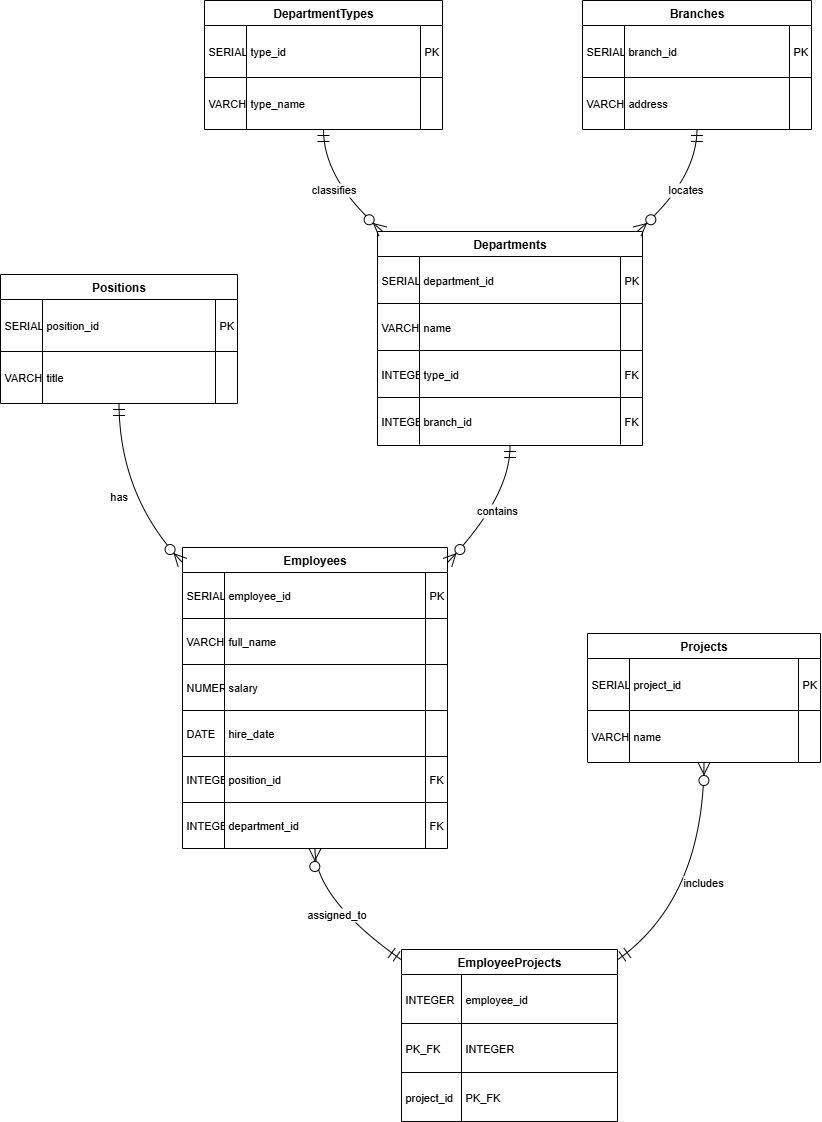 DepartmentTypes
SERIAL type_id PK
VARCH type_name
Branches
SERIAL branch_id PK
VARCH address
classifies
locates
Departments
SERIAL department_id PK
VARCH name
INTEGE type_id FK
INTEGE branch_id FK
Positions
SERIAL position_id PK
VARCH title
has
contains
Employees
SERIAL employee_id PK
VARCH full_name
NUMER salary
DATE hire_date
INTEGE position_id FK
INTEGE department_id FK
Projects
SERIAL project_id PK
VARCH name
includes
assigned_to
EmployeeProjects
INTEGER employee_id
PK_FK INTEGER
project_id PK_FK